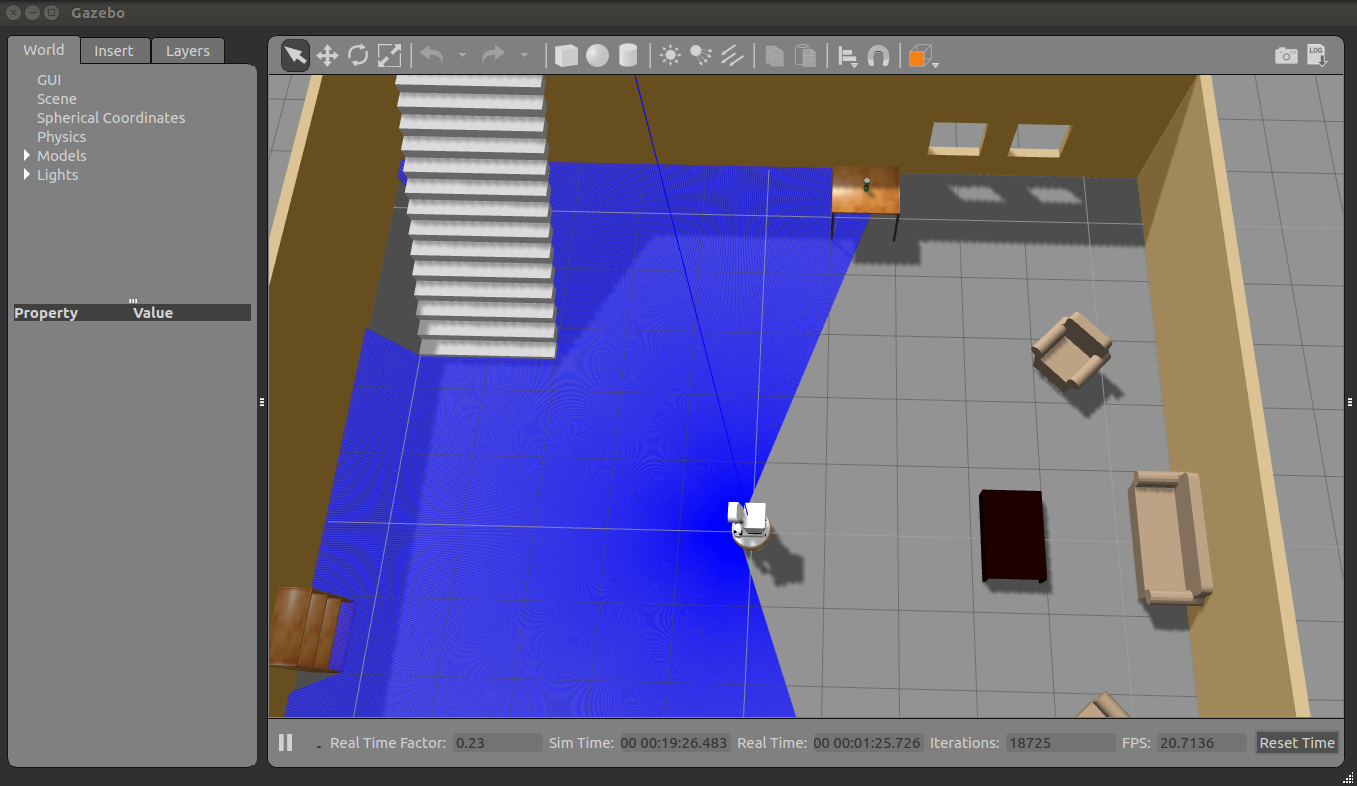 Gazebo
World Insert Layers
GUI
Scene
Spherical Coordinates
Physics
Models
Lights
Property Value
LOG
Real Time Factor: 0.23 Sim Time: 00 00:19:26.483 Real Time: 00 00:01:25.726 Iterations: 18725 FPS: 20.7136 Reset Time